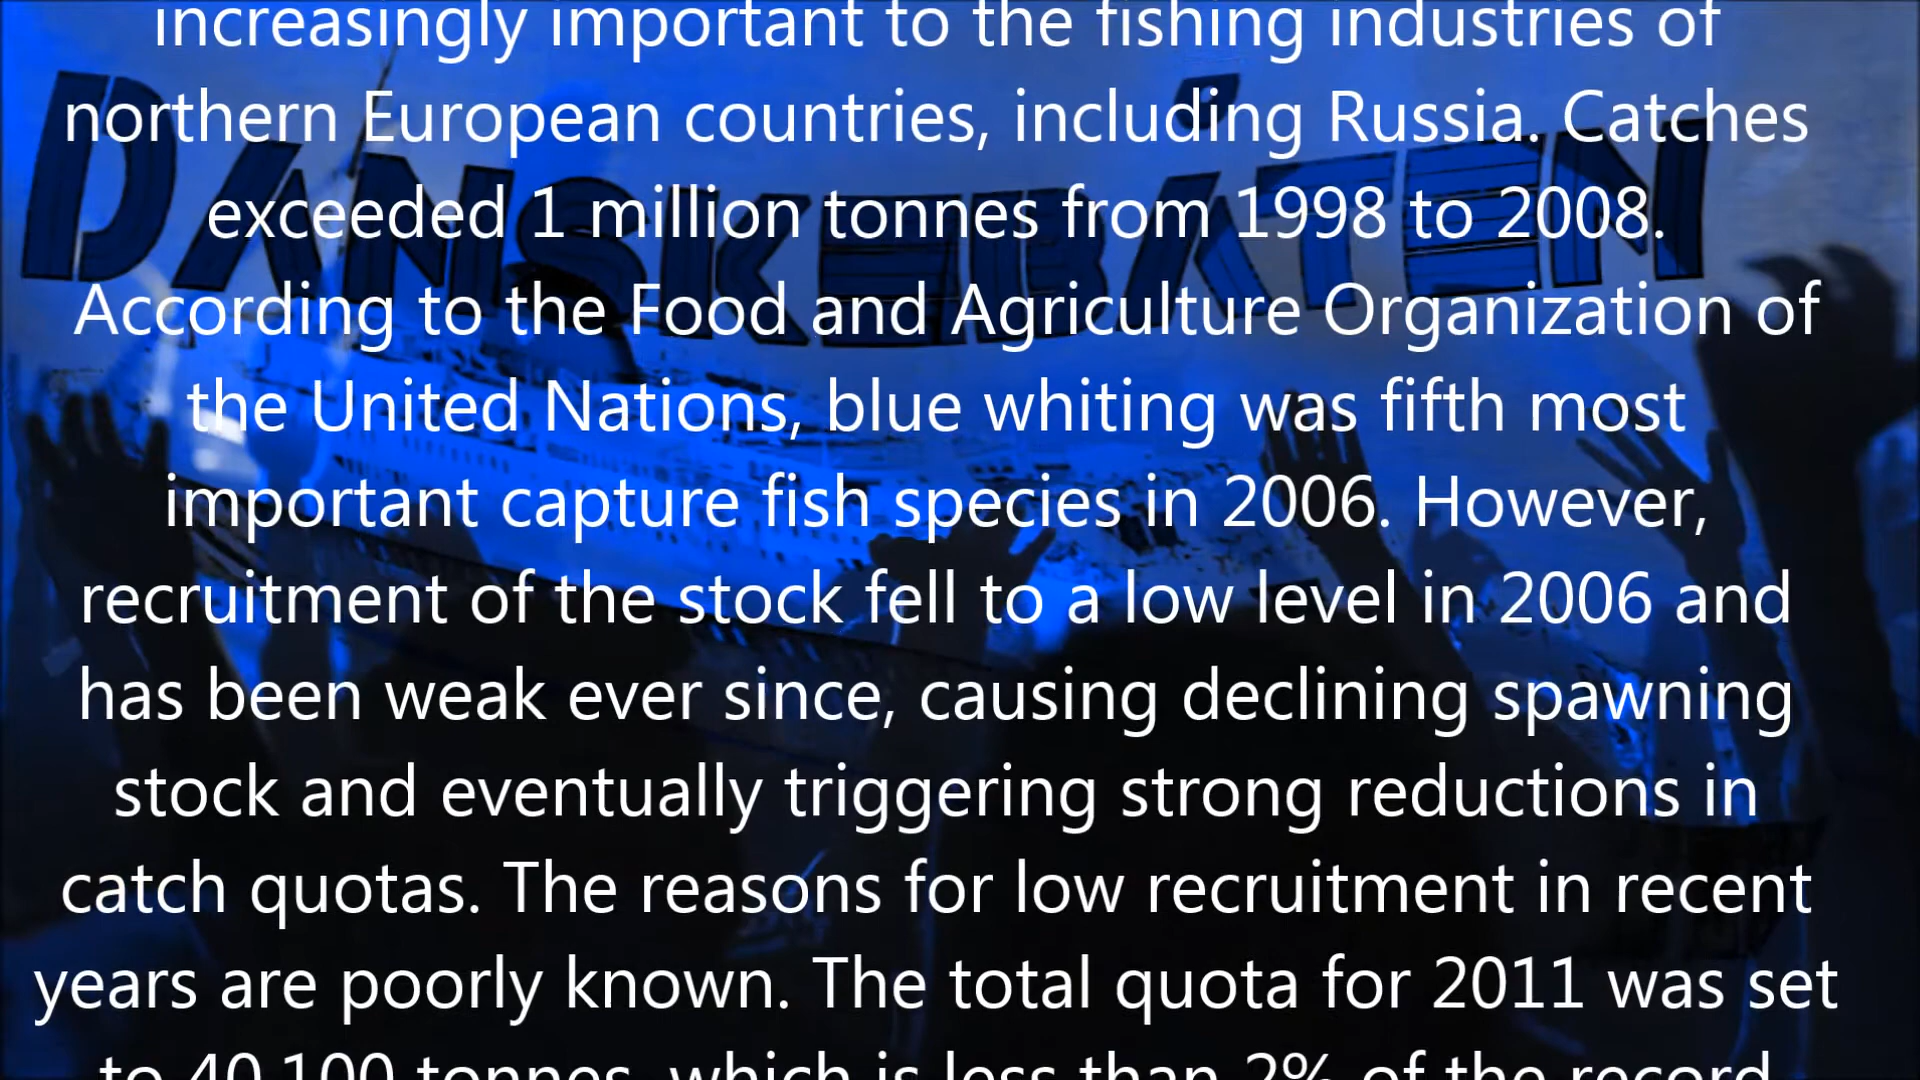 increasingly important to the fishing industries of
northern European countries, including Russia. Catches
exceeded 1 million tonnes from 1998 to 2008.
According to the Food and Agriculture Organization of
the United Nations, blue whiting was fifth most
important capture fish species in 2006. However,
recruitment of the stock fell to a low level in 2006 and
has been weak ever since, causing declining spawning
stock and eventually triggering strong reductions in
catch quotas. The reasons for low recruitment in recent
years are poorly known. The total quota for 2011 was set
to 40,100 tonnes, which is less than 2% of the record
DANSKEBÅTEN